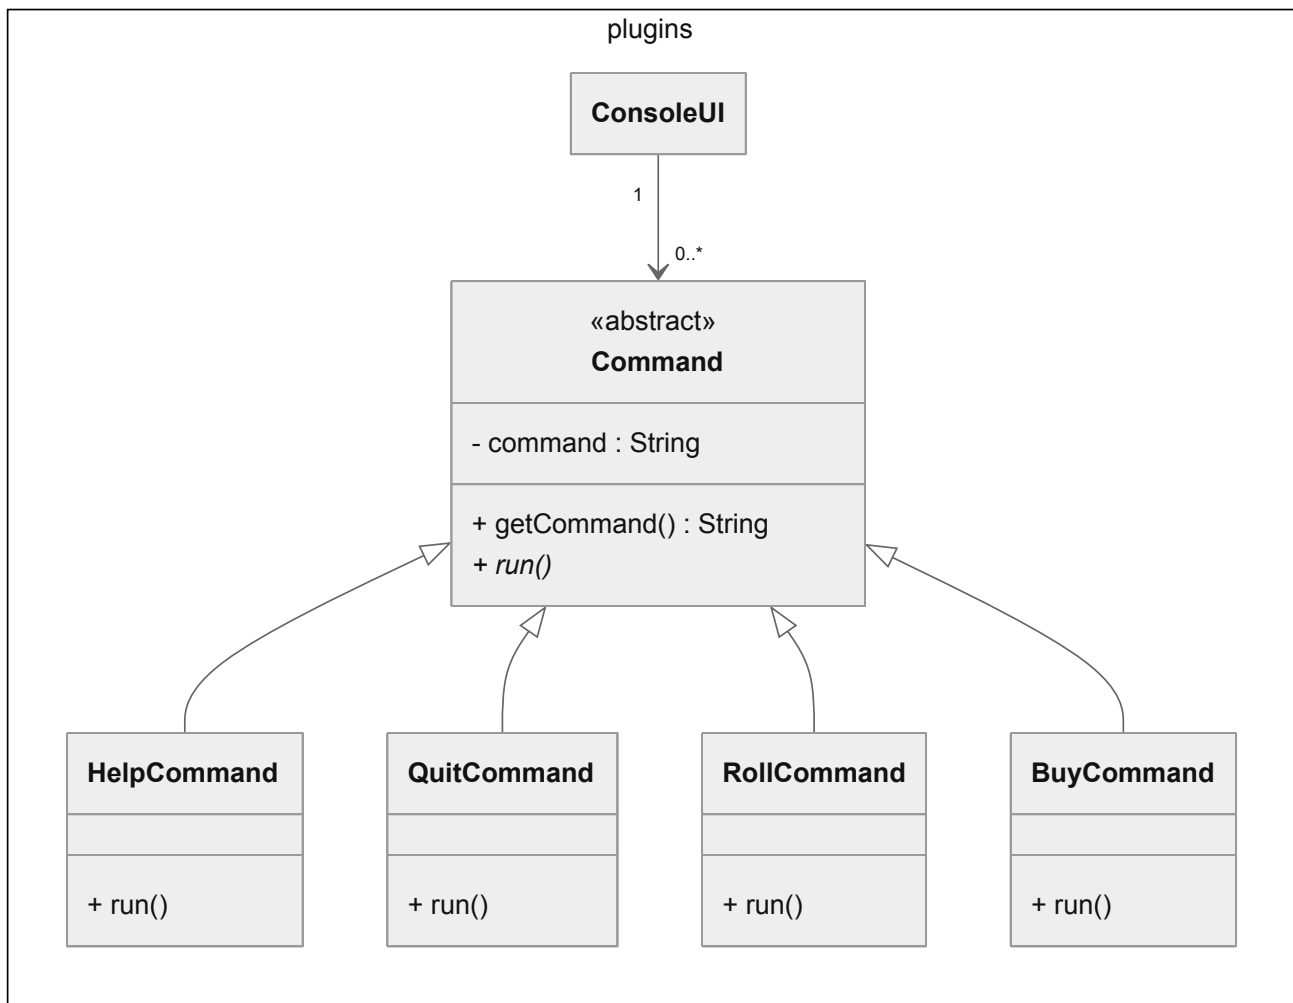 plugins
ConsoleUI
1
0..*
«abstract»
Command
- command : String
+ getCommand() : String
+ run()
HelpCommand
QuitCommand
RollCommand
BuyCommand
+ run()
+ run()
+ run()
+ run()